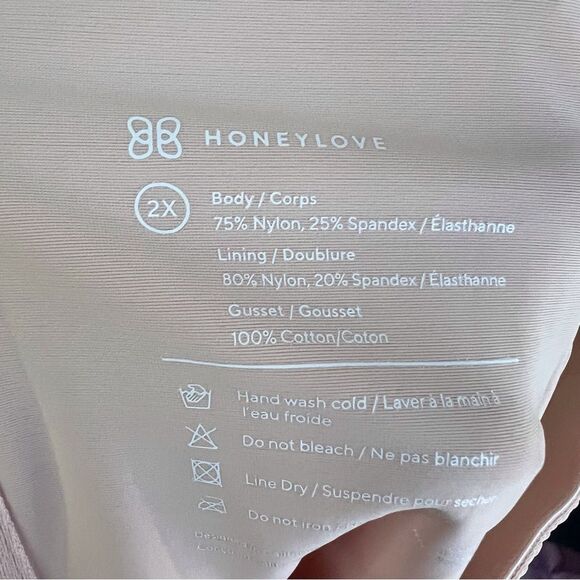 HONEYLOVE
2X
Body / Corps
75% Nylon, 25% Spandex / Élasthanne
Lining / Doublure
80% Nylon, 20% Spandex / Élasthanne
Gusset / Gousset
100% Cotton/Coton
Hand wash cold / Laver à la main à
l'eau froide
Do not bleach / Ne pas blanchir
Line Dry / Suspendre pour sécher
Do not iron /